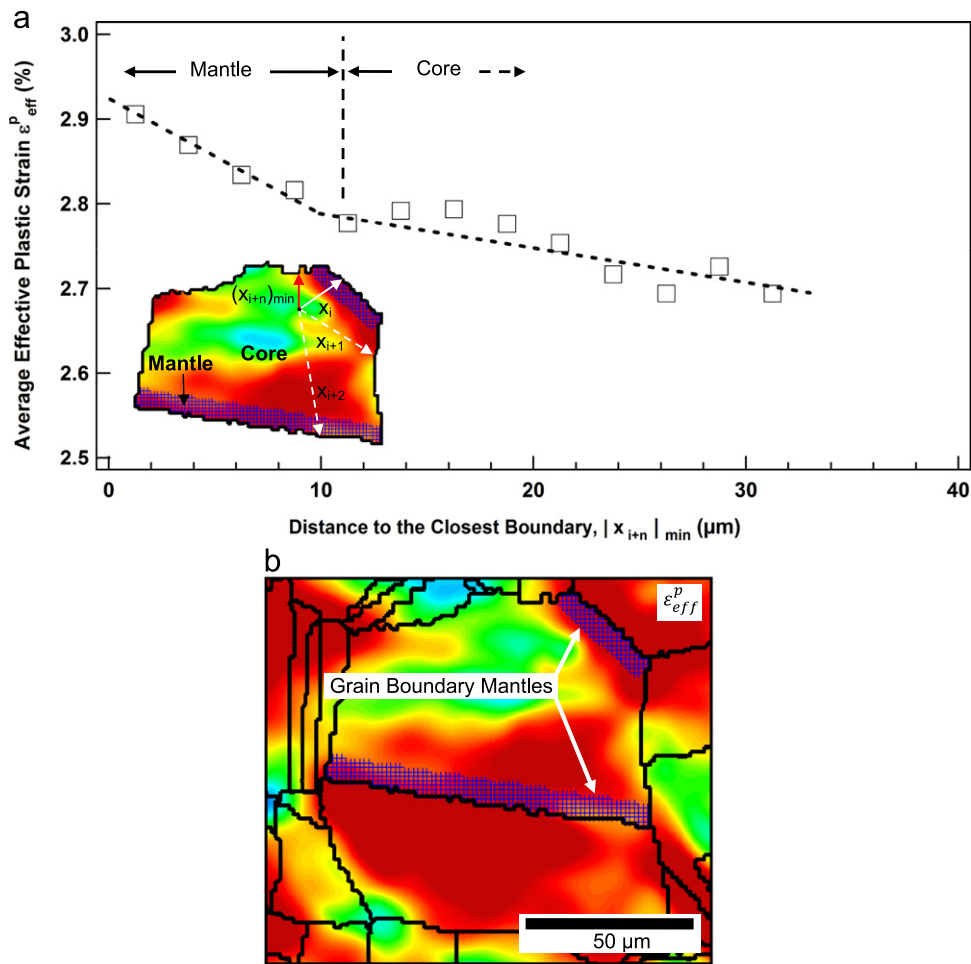 a
3.0
2.9
2.8
2.7
2.6
2.5
Average Effective Plastic Strain ε^p_eff (%)
Mantle
Core
(x_i+n)_min
x_i
x_i+1
Core
Mantle
x_i+2
0
10
20
30
40
Distance to the Closest Boundary, | x_i+n |_min (µm)
b
ε^p_eff
Grain Boundary Mantles
50 µm